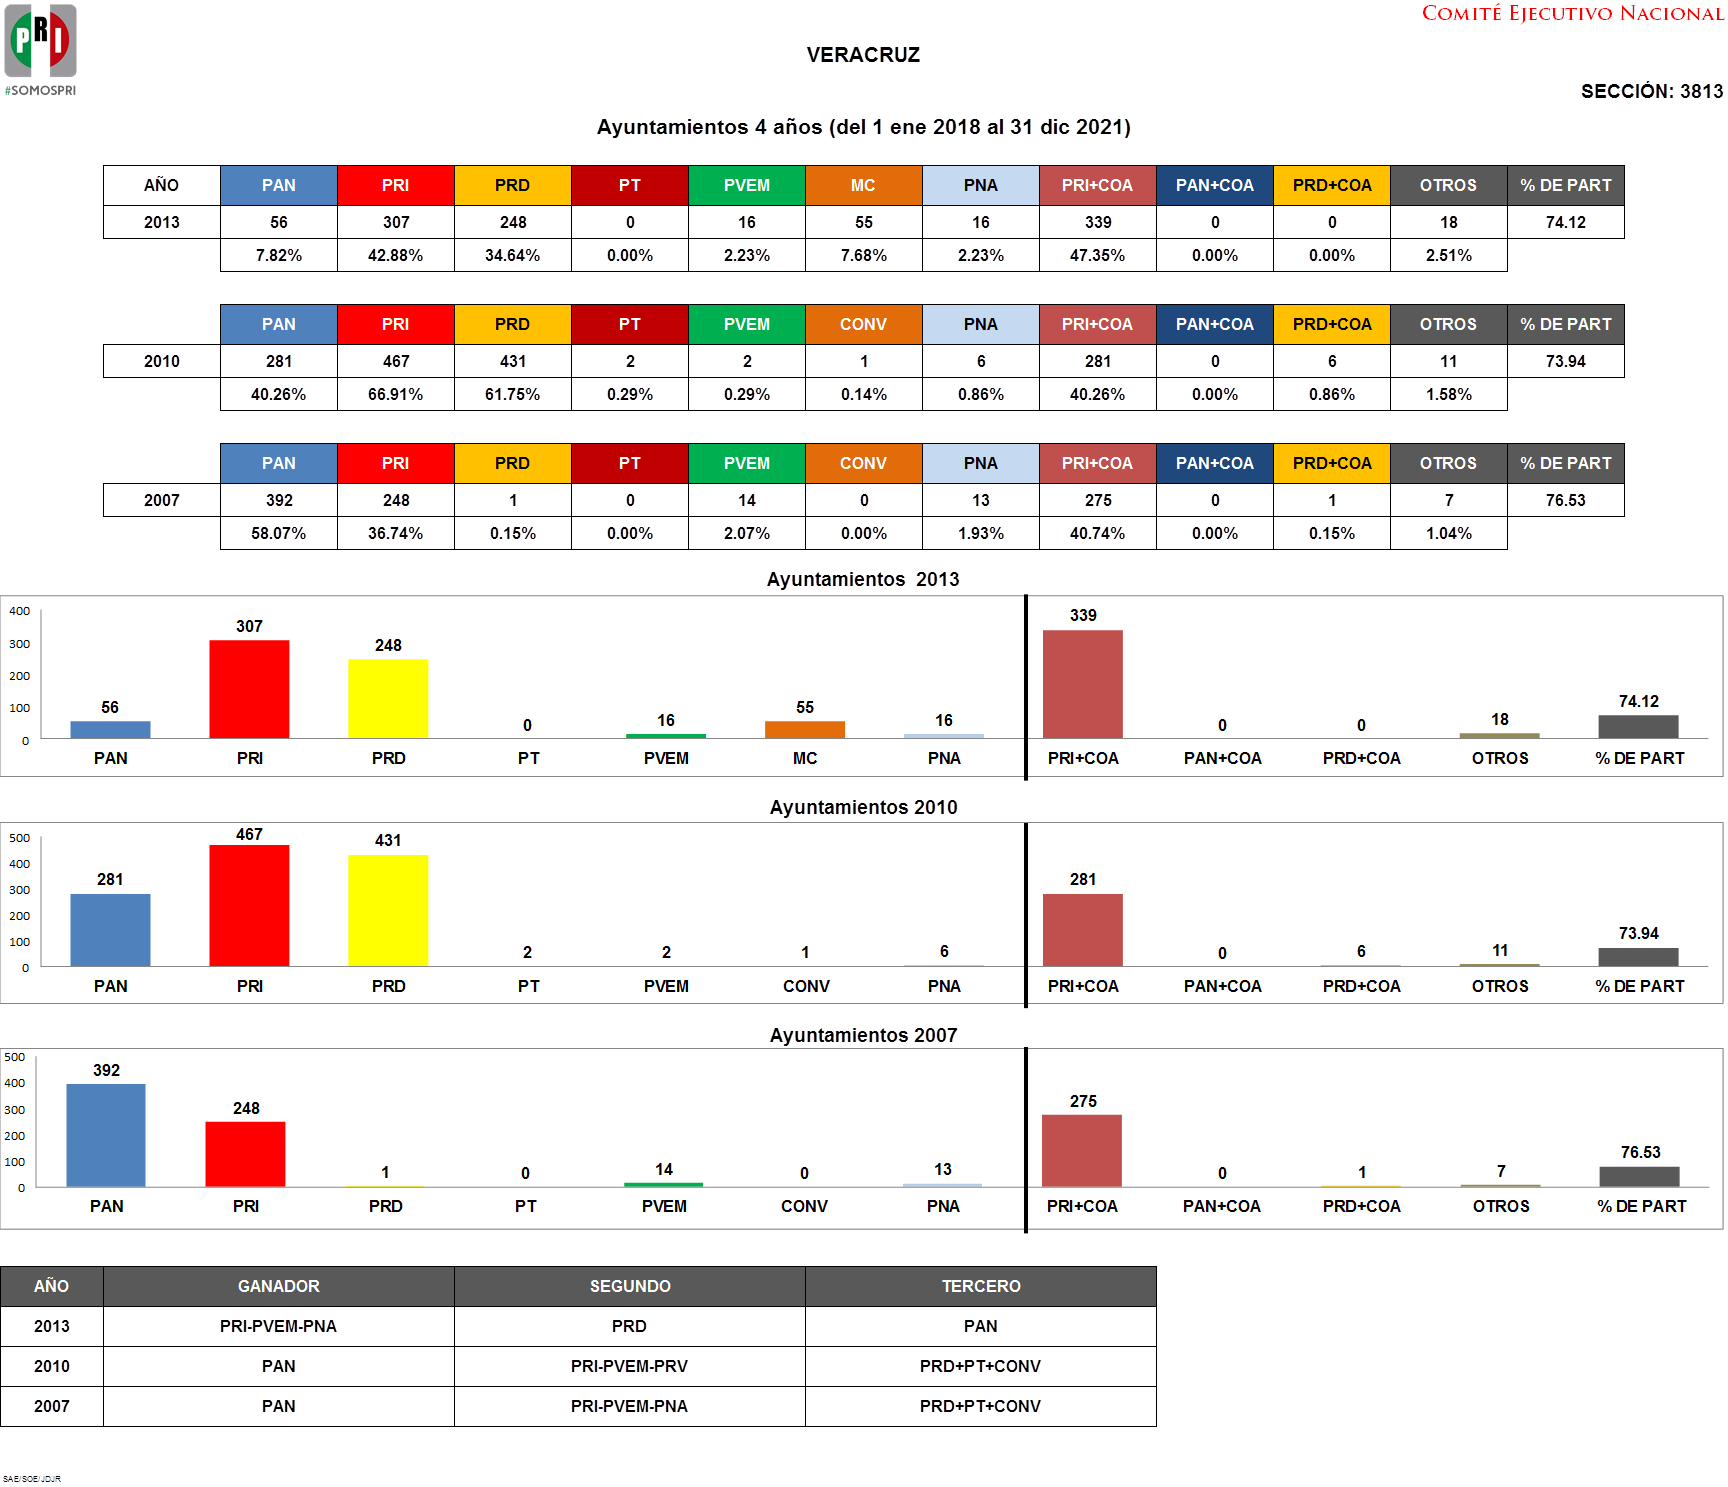 PRI
#SOMOSPRI
COMITÉ EJECUTIVO NACIONAL
VERACRUZ
SECCIÓN: 3813
Ayuntamientos 4 años (del 1 ene 2018 al 31 dic 2021)
AÑO PAN PRI PRD PT PVEM MC PNA PRI+COA PAN+COA PRD+COA OTROS % DE PART
2013 56 307 248 0 16 55 16 339 0 0 18 74.12
7.82% 42.88% 34.64% 0.00% 2.23% 7.68% 2.23% 47.35% 0.00% 0.00% 2.51%
PAN PRI PRD PT PVEM CONV PNA PRI+COA PAN+COA PRD+COA OTROS % DE PART
2010 281 467 431 2 2 1 6 281 0 6 11 73.94
40.26% 66.91% 61.75% 0.29% 0.29% 0.14% 0.86% 40.26% 0.00% 0.86% 1.58%
PAN PRI PRD PT PVEM CONV PNA PRI+COA PAN+COA PRD+COA OTROS % DE PART
2007 392 248 1 0 14 0 13 275 0 1 7 76.53
58.07% 36.74% 0.15% 0.00% 2.07% 0.00% 1.93% 40.74% 0.00% 0.15% 1.04%
Ayuntamientos 2013
400
300
200
100
0
56 307 248 0 16 55 16 339 0 0 18 74.12
PAN PRI PRD PT PVEM MC PNA PRI+COA PAN+COA PRD+COA OTROS % DE PART
Ayuntamientos 2010
500
400
300
200
100
0
281 467 431 2 2 1 6 281 0 6 11 73.94
PAN PRI PRD PT PVEM CONV PNA PRI+COA PAN+COA PRD+COA OTROS % DE PART
Ayuntamientos 2007
500
400
300
200
100
0
392 248 1 0 14 0 13 275 0 1 7 76.53
PAN PRI PRD PT PVEM CONV PNA PRI+COA PAN+COA PRD+COA OTROS % DE PART
AÑO GANADOR SEGUNDO TERCERO
2013 PRI-PVEM-PNA PRD PAN
2010 PAN PRI-PVEM-PRV PRD+PT+CONV
2007 PAN PRI-PVEM-PNA PRD+PT+CONV
SAE/SOE/JDJR